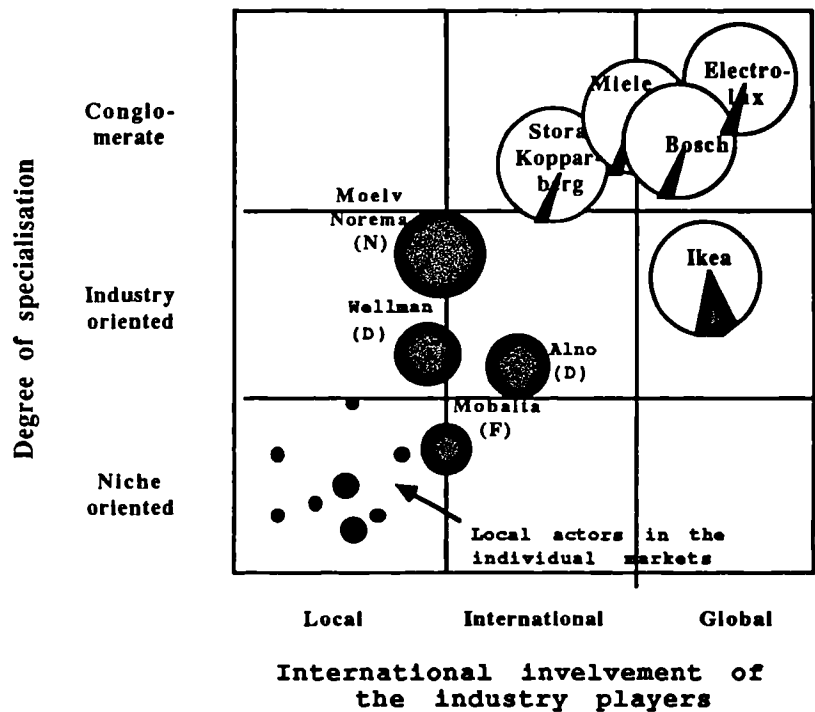 Degree of specialisation
Conglo-
merate
Industry
oriented
Niche
oriented
Electro-
lux
Miele
Bosch
Stora
Koppar-
berg
Moelv
Norema
(N)
Ikea
Wellman
(D)
Alno
(D)
Mobalta
(F)
Local actors in the
individual markets
Local
International
Global
International invelvement of
the industry players